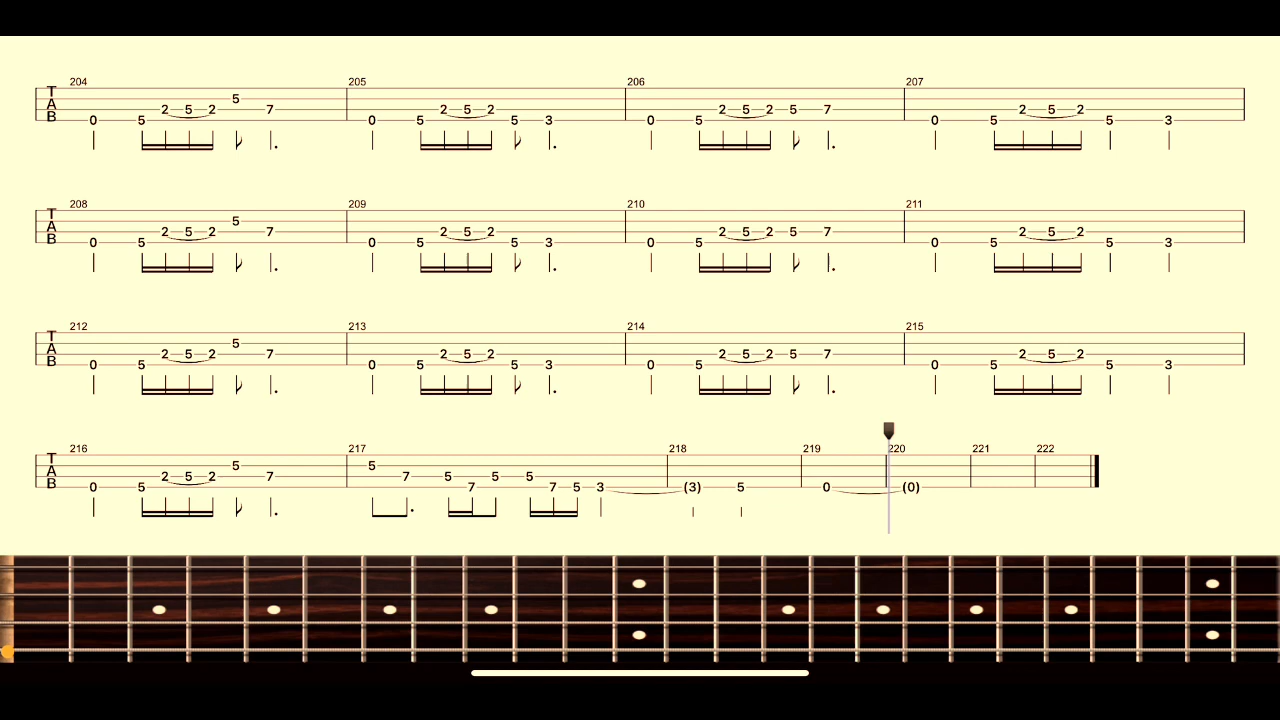 204 205 206 207
TAB 0 5 2 5 2 5 7 0 5 2 5 2 5 3 0 5 2 5 2 5 7 0 5 2 5 2 5 3
208 209 210 211
TAB 0 5 2 5 2 5 7 0 5 2 5 2 5 3 0 5 2 5 2 5 7 0 5 2 5 2 5 3
212 213 214 215
TAB 0 5 2 5 2 5 7 0 5 2 5 2 5 3 0 5 2 5 2 5 7 0 5 2 5 2 5 3
216 217 218 219 220 221 222
TAB 0 5 2 5 2 5 7 5 7 5 7 5 5 7 5 3 (3) 5 0 (0)